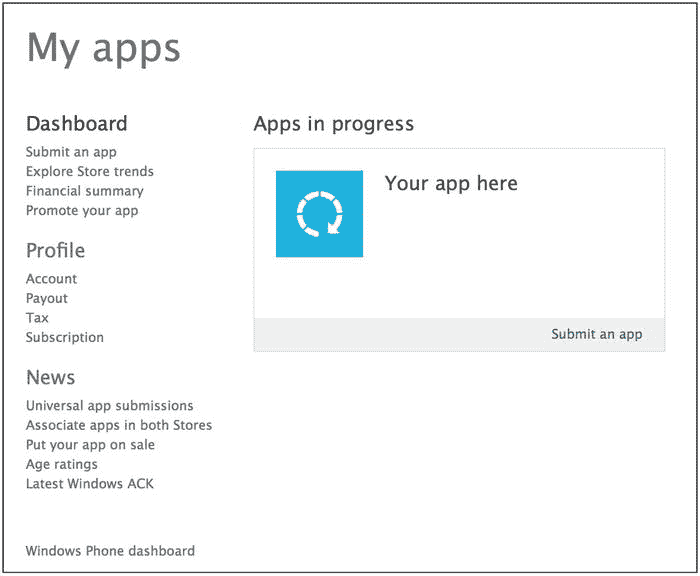 My apps
Dashboard
Submit an app
Explore Store trends
Financial summary
Promote your app
Profile
Account
Payout
Tax
Subscription
News
Universal app submissions
Associate apps in both Stores
Put your app on sale
Age ratings
Latest Windows ACK
Windows Phone dashboard
Apps in progress
Your app here
Submit an app